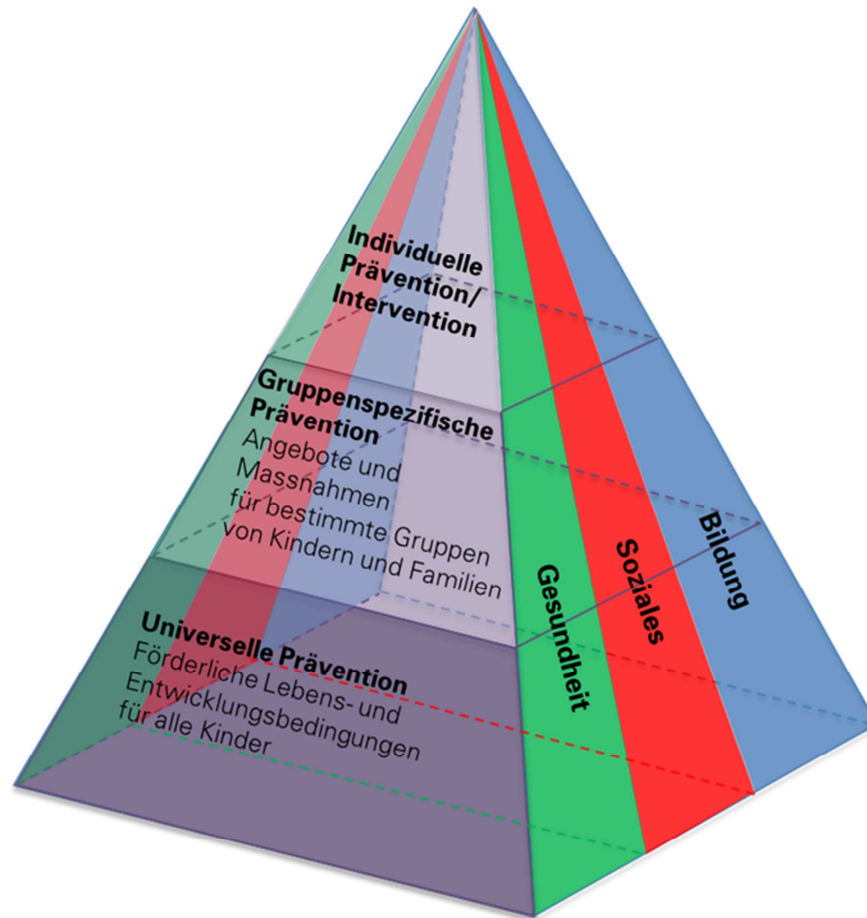 Individuelle
Prävention/
Intervention
Gruppenspezifische
Prävention
Angebote und
Massnahmen
für bestimmte Gruppen
von Kindern und Familien
Universelle Prävention
Förderliche Lebens- und
Entwicklungsbedingungen
für alle Kinder
Gesundheit
Soziales
Bildung